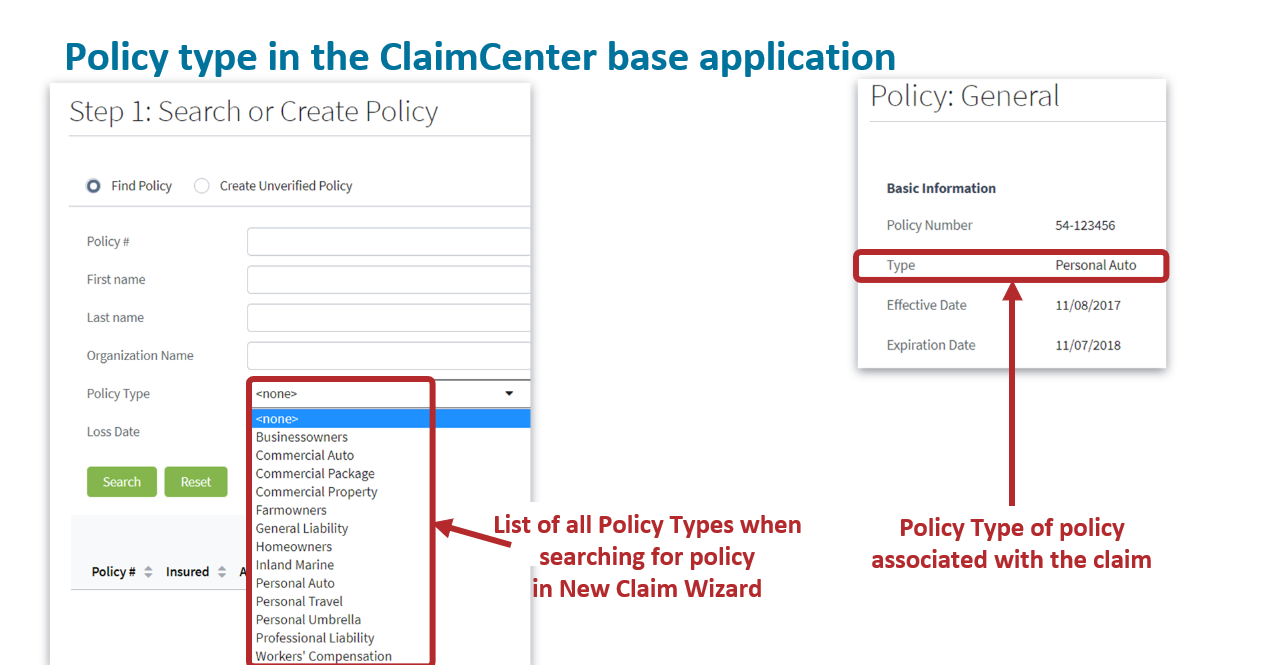 Policy type in the ClaimCenter base application
Step 1: Search or Create Policy
Find Policy
Create Unverified Policy
Policy #
First name
Last name
Organization Name
Policy Type
<none>
Loss Date
<none>
Businessowners
Commercial Auto
Commercial Package
Commercial Property
Farmowners
General Liability
Homeowners
Inland Marine
Personal Auto
Personal Travel
Personal Umbrella
Professional Liability
Workers' Compensation
Search
Reset
Policy #
Insured
A
List of all Policy Types when
searching for policy
in New Claim Wizard
Policy: General
Basic Information
Policy Number 54-123456
Type Personal Auto
Effective Date 11/08/2017
Expiration Date 11/07/2018
Policy Type of policy
associated with the claim